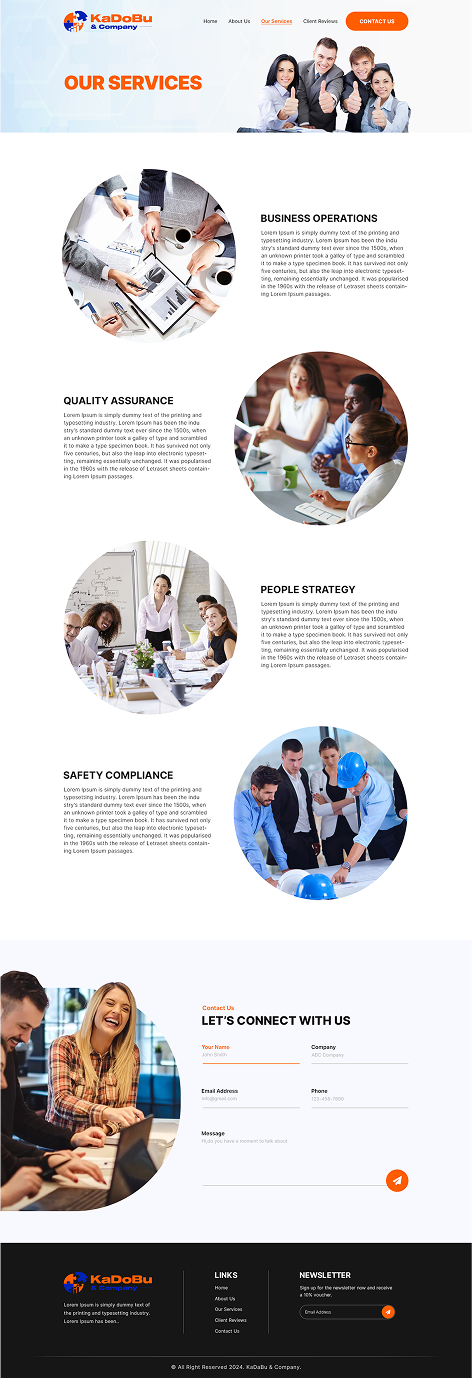 KaDoBu
& Company
Home About Us Our Services Client Reviews CONTACT US
OUR SERVICES
BUSINESS OPERATIONS
Lorem Ipsum is simply dummy text of the printing and
typesetting industry. Lorem Ipsum has been the indu
stry's standard dummy text ever since the 1500s, when
an unknown printer took a galley of type and scrambled
it to make a type specimen book. It has survived not only
five centuries, but also the leap into electronic typeset-
ting, remaining essentially unchanged. It was popularised
in the 1960s with the release of Letraset sheets contain-
ing Lorem Ipsum passages.
QUALITY ASSURANCE
Lorem Ipsum is simply dummy text of the printing and
typesetting industry. Lorem Ipsum has been the indu
stry's standard dummy text ever since the 1500s, when
an unknown printer took a galley of type and scrambled
it to make a type specimen book. It has survived not only
five centuries, but also the leap into electronic typeset-
ting, remaining essentially unchanged. It was popularised
in the 1960s with the release of Letraset sheets contain-
ing Lorem Ipsum passages.
PEOPLE STRATEGY
Lorem Ipsum is simply dummy text of the printing and
typesetting industry. Lorem Ipsum has been the indu
stry's standard dummy text ever since the 1500s, when
an unknown printer took a galley of type and scrambled
it to make a type specimen book. It has survived not only
five centuries, but also the leap into electronic typeset-
ting, remaining essentially unchanged. It was popularised
in the 1960s with the release of Letraset sheets contain-
ing Lorem Ipsum passages.
SAFETY COMPLIANCE
Lorem Ipsum is simply dummy text of the printing and
typesetting industry. Lorem Ipsum has been the indu
stry's standard dummy text ever since the 1500s, when
an unknown printer took a galley of type and scrambled
it to make a type specimen book. It has survived not only
five centuries, but also the leap into electronic typeset-
ting, remaining essentially unchanged. It was popularised
in the 1960s with the release of Letraset sheets contain-
ing Lorem Ipsum passages.
Contact Us
LET'S CONNECT WITH US
Your Name Company
John Smith ABC Company
Email Address Phone
info@gmail.com 123-456-7890
Message
you have a moment to talk about
KaDoBu
& Company
Lorem Ipsum is simply dummy text of
the printing and typesetting industry.
Lorem Ipsum has been..
LINKS
Home
About Us
Our Services
Client Reviews
Contact Us
NEWSLETTER
Sign up for the newsletter now and receive
a 10% voucher.
Email Address
© All Right Reserved 2024. KaDaBu & Company.